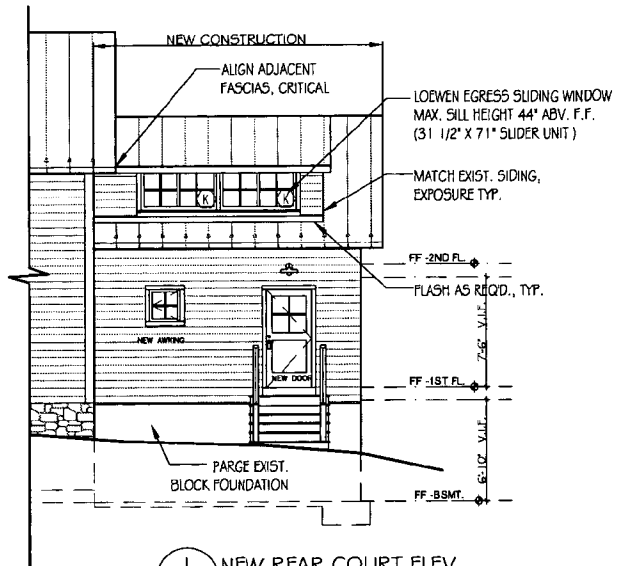 NEW CONSTRUCTION
ALIGN ADJACENT
FASCIAS, CRITICAL
LOEWEN EGRESS SLIDING WINDOW
MAX. SILL HEIGHT 44" ABV. F.F.
(31 1/2" X 71" SLIDER UNIT )
K
K
MATCH EXIST. SIDING,
EXPOSURE TYP.
FF -2ND FL.
FLASH AS REQ'D., TYP.
NEW AWNING
7'-6" V.I.F.
NEW DOOR
FF -1ST FL.
6'-10" V.I.F.
PARGE EXIST.
BLOCK FOUNDATION
FF -BSMT.
1
NEW REAR COURT ELEV.